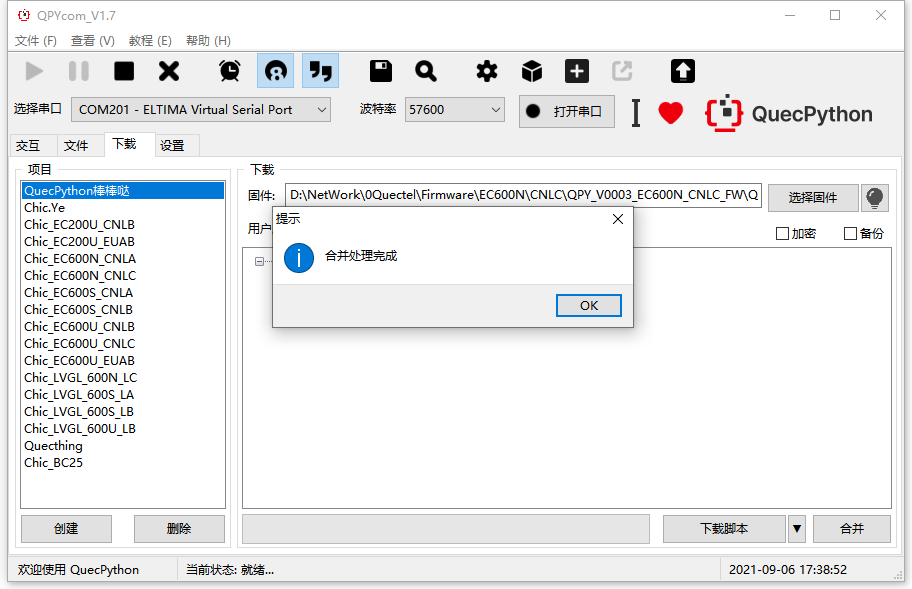 QPYcom_V1.7
文件 (F) 查看 (V) 教程 (E) 帮助 (H)
选择串口 COM201 - ELTIMA Virtual Serial Port 波特率 57600 打开串口 QuecPython
交互 文件 下载 设置
项目
QuecPython棒棒哒
Chic.Ye
Chic_EC200U_CNLB
Chic_EC200U_EUAB
Chic_EC600N_CNLA
Chic_EC600N_CNLC
Chic_EC600S_CNLA
Chic_EC600S_CNLB
Chic_EC600U_CNLB
Chic_EC600U_CNLC
Chic_EC600U_EUAB
Chic_LVGL_600N_LC
Chic_LVGL_600S_LA
Chic_LVGL_600S_LB
Chic_LVGL_600U_LB
Quecthing
Chic_BC25
创建 删除
下载
固件: D:\NetWork\0Quectel\Firmware\EC600N\CNLC\QPY_V0003_EC600N_CNLC_FW\Q 选择固件
用户
加密 备份
提示
合并处理完成
OK
下载脚本 合并
欢迎使用 QuecPython 当前状态: 就绪... 2021-09-06 17:38:52